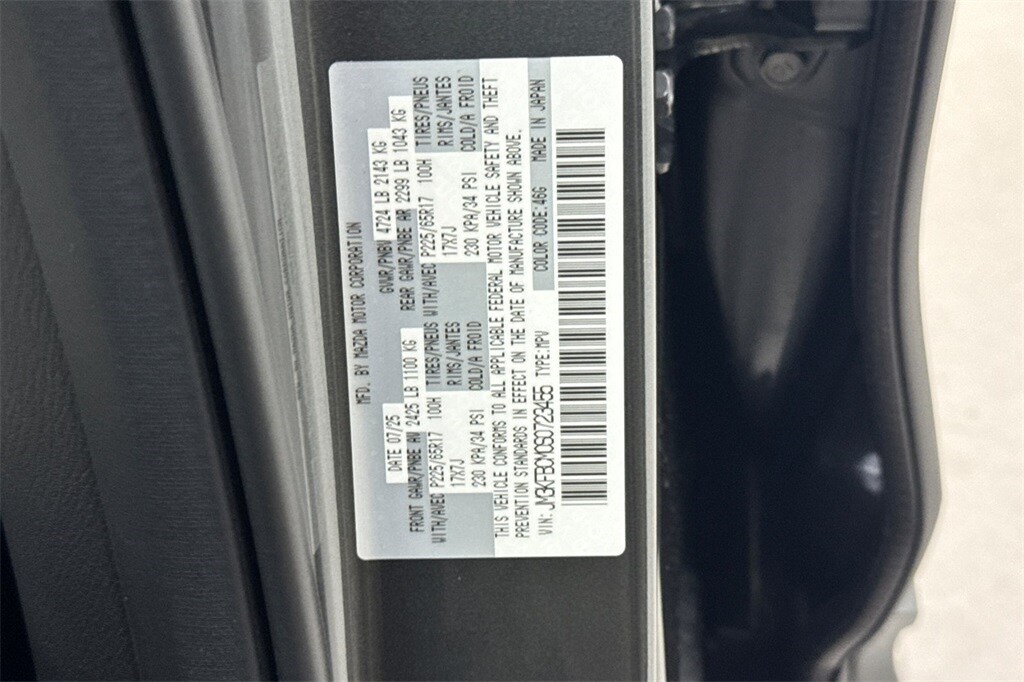 MFD. BY MAZDA MOTOR CORPORATION
DATE 07/25 GVWR/PNBV 4724 LB 2143 KG
FRONT GAWR/PNBE AV 2425 LB 1100 KG REAR GAWR/PNBE AR 2299 LB 1043 KG
WITH/AVEC P225/65R17 100H TIRES/PNEUS WITH/AVEC P225/65R17 100H TIRES/PNEUS
17X7J RIMS/JANTES 17X7J RIMS/JANTES
230 KPA/34 PSI COLD/A FROID 230 KPA/34 PSI COLD/A FROID
THIS VEHICLE CONFORMS TO ALL APPLICABLE FEDERAL MOTOR VEHICLE SAFETY AND THEFT
PREVENTION STANDARDS IN EFFECT ON THE DATE OF MANUFACTURE SHOWN ABOVE.
VIN: JM3KFBCM0S0723455 TYPE:MPV COLOR CODE:46G MADE IN JAPAN